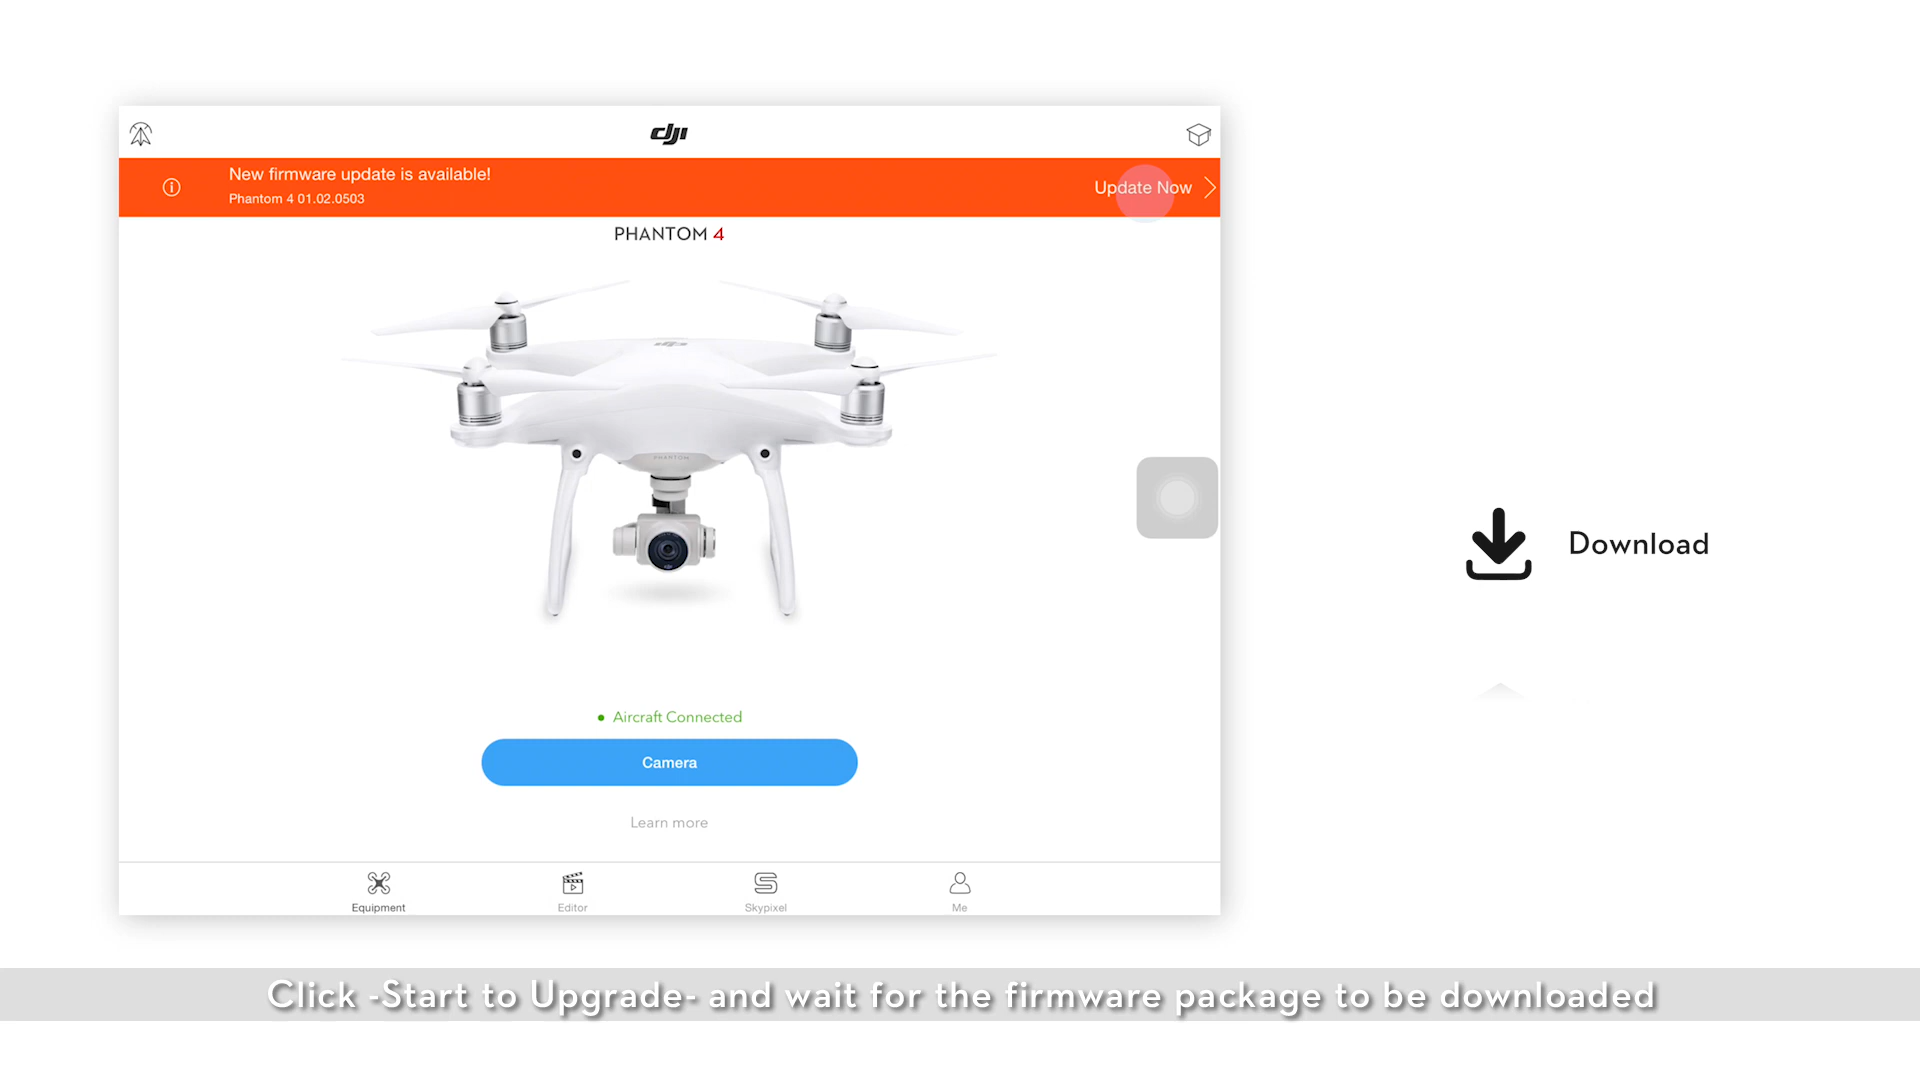 dji
New firmware update is available!
Phantom 4 01.02.0503
Update Now
PHANTOM 4
PHANTOM
Aircraft Connected
Camera
Learn more
Equipment
Editor
Skypixel
Me
Download
Click -Start to Upgrade- and wait for the firmware package to be downloaded